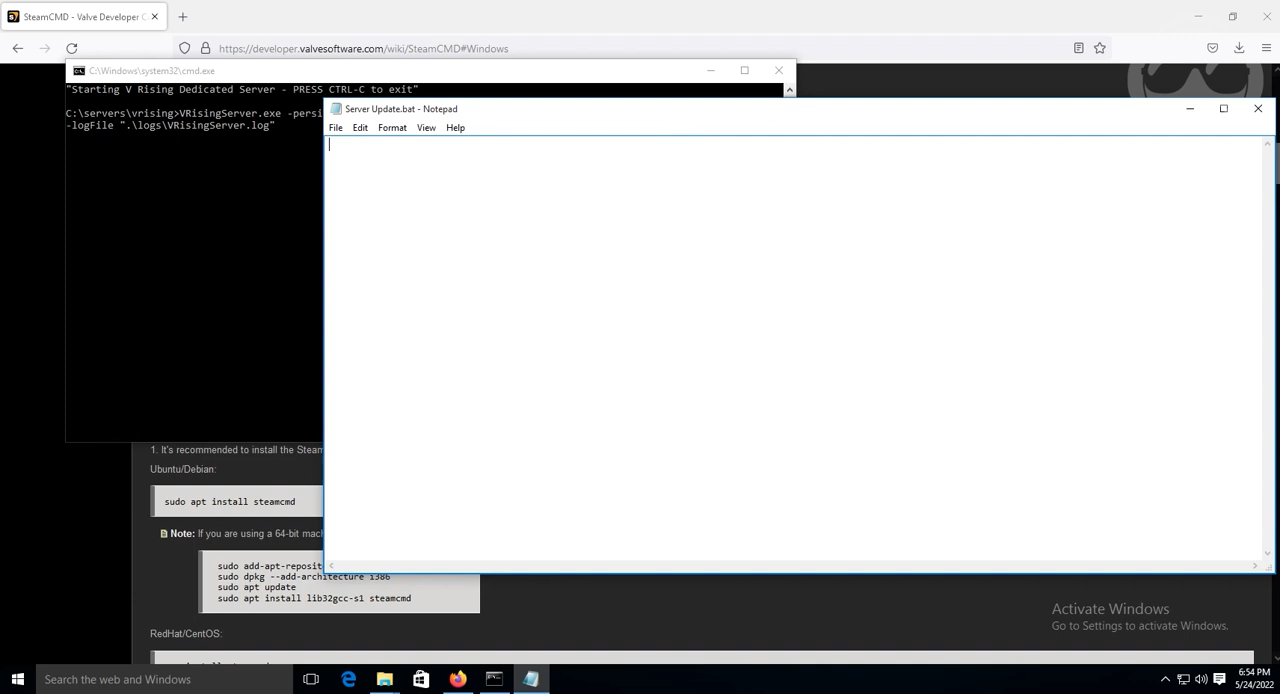 SteamCMD - Valve Developer C
https://developer.valvesoftware.com/wiki/SteamCMD#Windows
C:\Windows\system32\cmd.exe
"Starting V Rising Dedicated Server - PRESS CTRL-C to exit"
C:\servers\vrising>VRisingServer.exe -persi
-logFile ".\logs\VRisingServer.log"
Server Update.bat - Notepad
File Edit Format View Help
1. It's recommended to install the Steam
Ubuntu/Debian:
sudo apt install steamcmd
Note: If you are using a 64-bit mach
sudo add-apt-reposit
sudo dpkg --add-architecture i386
sudo apt update
sudo apt install lib32gcc-s1 steamcmd
RedHat/CentOS:
Activate Windows
Go to Settings to activate Windows.
Search the web and Windows
6:54 PM
5/24/2022